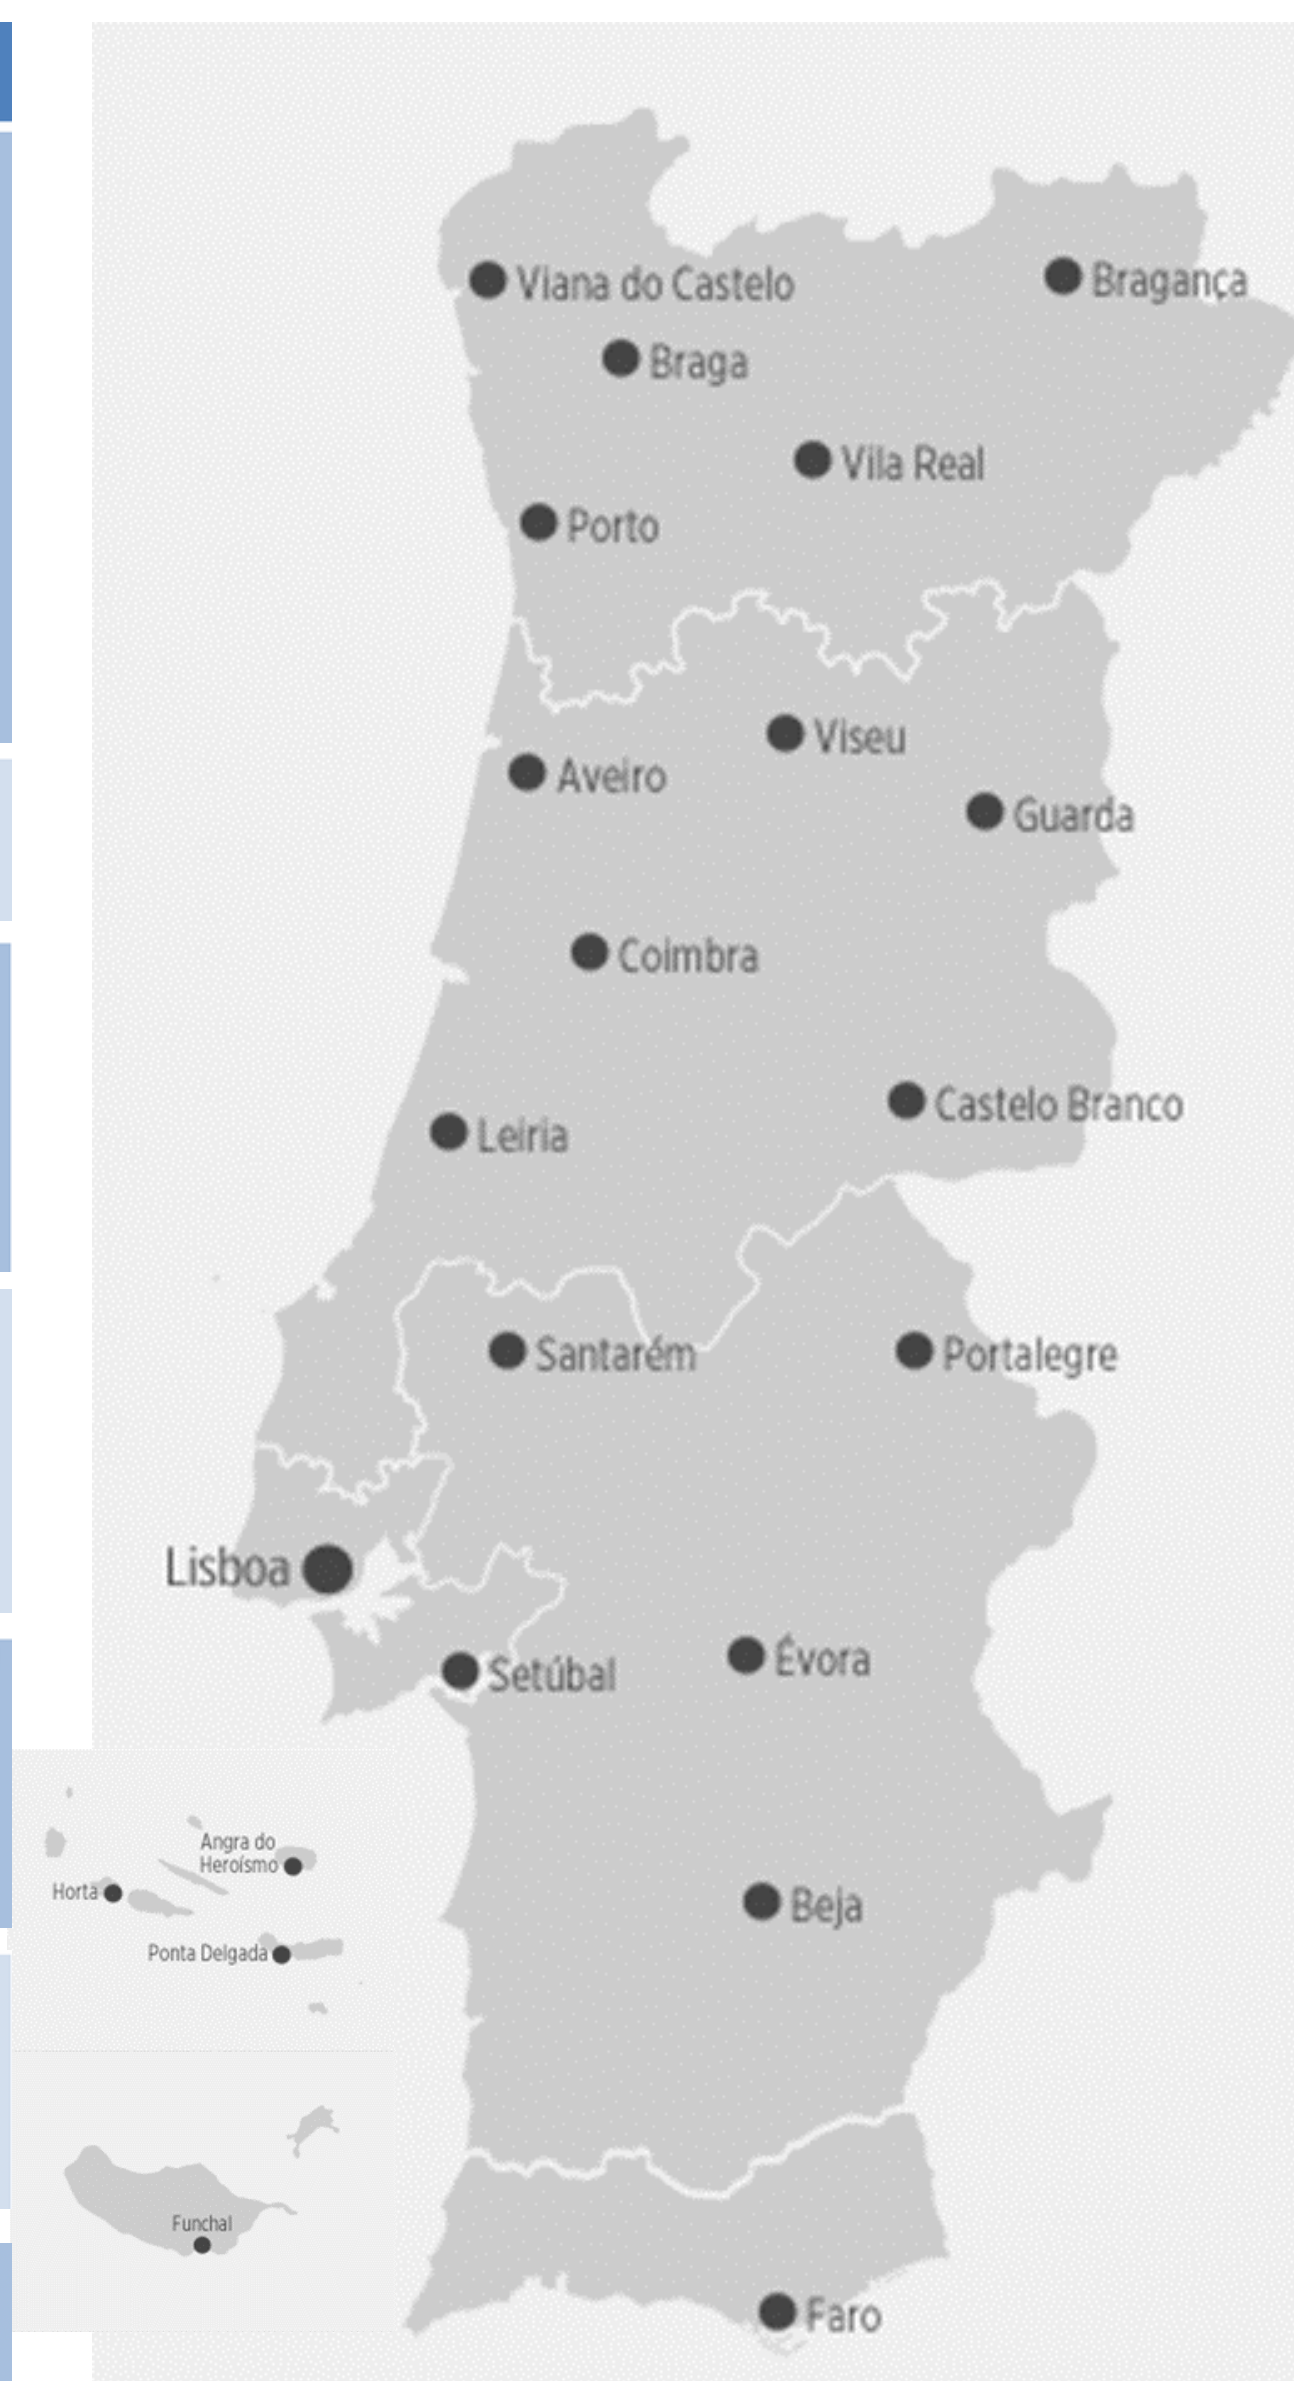 Viana do Castelo
Bragança
Braga
Vila Real
Porto
Viseu
Aveiro
Guarda
Coimbra
Castelo Branco
Leiria
Santarém
Portalegre
Lisboa
Évora
Setúbal
Angra do
Heroísmo
Horta
Beja
Ponta Delgada
Funchal
Faro